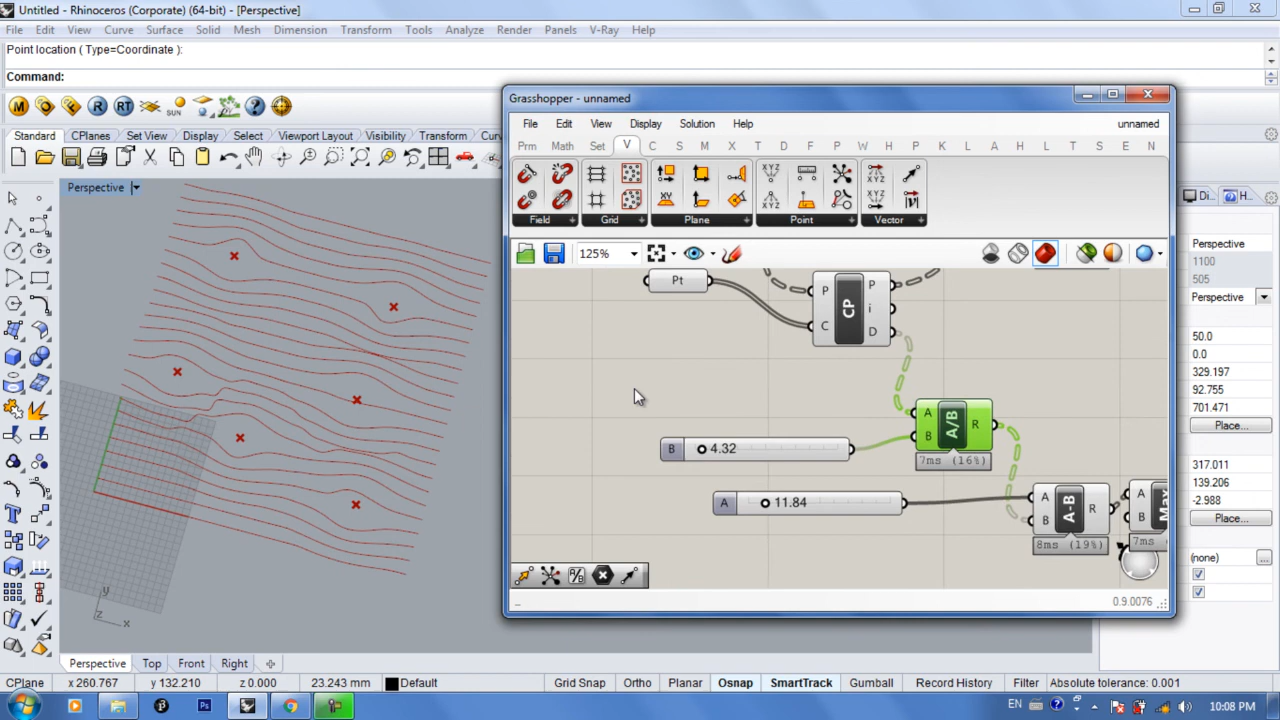 Untitled - Rhinoceros (Corporate) (64-bit) - [Perspective]
File Edit View Curve Surface Solid Mesh Dimension Transform Tools Analyze Render Panels V-Ray Help
Point location ( Type=Coordinate ):
Command:
M R RT SUN
Standard CPlanes Set View Display Select Viewport Layout Visibility Transform Curv
Perspective
Grasshopper - unnamed
File Edit View Display Solution Help unnamed
Prm Math Set V C S M X T D F P W H P K L A H L M T S E N
Field Grid Plane Point Vector
125%
Pt
P
C
CP
P
i
D
A
B
A/B
R
7ms (16%)
B 4.32
A 11.84
A
B
A-B
R
8ms (19%)
A
B
7ms
0.9.0076
y
z x
Di...
Perspective
1100
505
Perspective
50.0
0.0
329.197
92.755
701.471
Place...
317.011
139.206
-2.988
Place...
(none)
Perspective Top Front Right
CPlane x 260.767 y 132.210 z 0.000 23.243 mm Default Grid Snap Ortho Planar Osnap SmartTrack Gumball Record History Filter Absolute tolerance: 0.001
Ps EN 10:08 PM